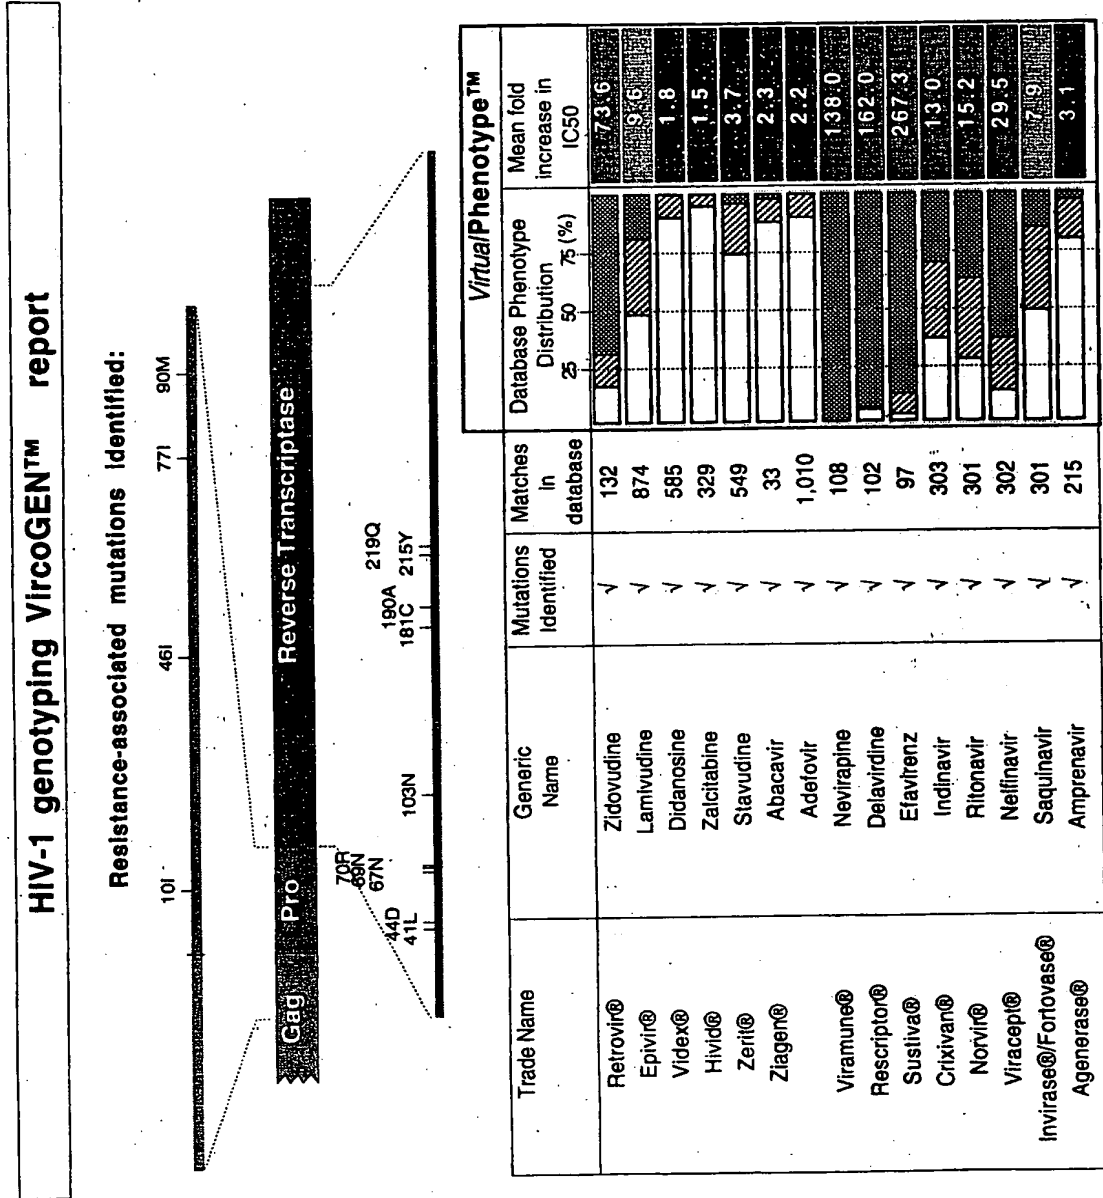 HIV-1 genotyping VircoGEN™ report
Resistance-associated mutations identified:
10I 46I 77I 90M
Gag Pro Reverse Transcriptase
70R
69N
67N
44D
41L
103N
190A
181C
219Q
215Y
VirtualPhenotype™
Trade Name Generic Name Mutations Identified Matches in database Database Phenotype Distribution Mean fold increase in IC50
25 50 75 (%)
Retrovir® Zidovudine √ 132 73.6
Epivir® Lamivudine √ 874 9.6
Videx® Didanosine √ 585 1.8
Hivid® Zalcitabine √ 329 1.5
Zerit® Stavudine √ 549 3.7
Ziagen® Abacavir √ 33 2.3
Adefovir √ 1,010 2.2
Viramune® Nevirapine √ 108 138.0
Rescriptor® Delavirdine √ 102 162.0
Sustiva® Efavirenz √ 97 267.3
Crixivan® Indinavir √ 303 13.0
Norvir® Ritonavir √ 301 15.2
Viracept® Nelfinavir √ 302 29.5
Invirase®/Fortovase® Saquinavir √ 301 7.9
Agenerase® Amprenavir √ 215 3.1